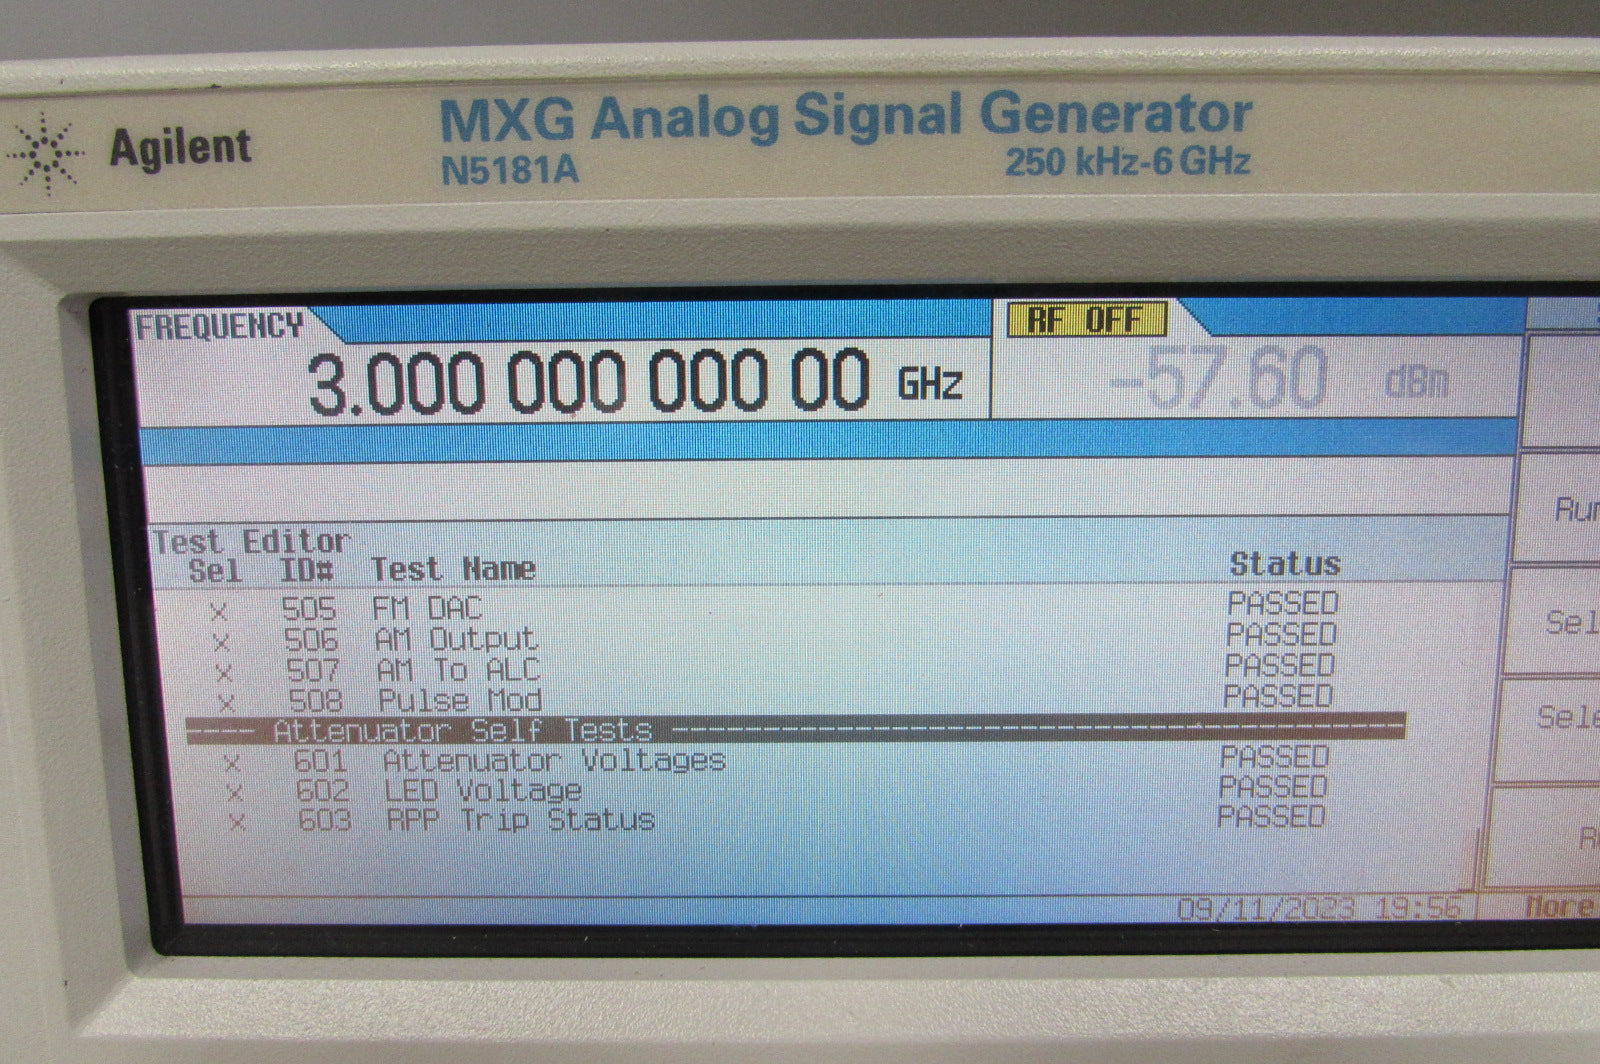 Agilent
MXG Analog Signal Generator
N5181A 250 kHz-6 GHz
FREQUENCY
3.000 000 000 00 GHz
RF OFF
-57.60 dBm
Test Editor
Sel ID# Test Name Status
x 505 FM DAC PASSED
x 506 AM Output PASSED
x 507 AM To ALC PASSED
x 508 Pulse Mod PASSED
---- Attenuator Self Tests ----
x 601 Attenuator Voltages PASSED
x 602 LED Voltage PASSED
x 603 RPP Trip Status PASSED
09/11/2023 19:56
More